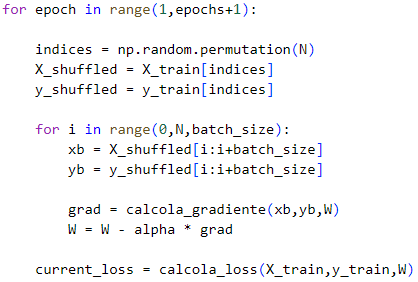 for epoch in range(1,epochs+1):
indices = np.random.permutation(N)
X_shuffled = X_train[indices]
y_shuffled = y_train[indices]
for i in range(0,N,batch_size):
xb = X_shuffled[i:i+batch_size]
yb = y_shuffled[i:i+batch_size]
grad = calcola_gradiente(xb,yb,W)
W = W - alpha * grad
current_loss = calcola_loss(X_train,y_train,W)